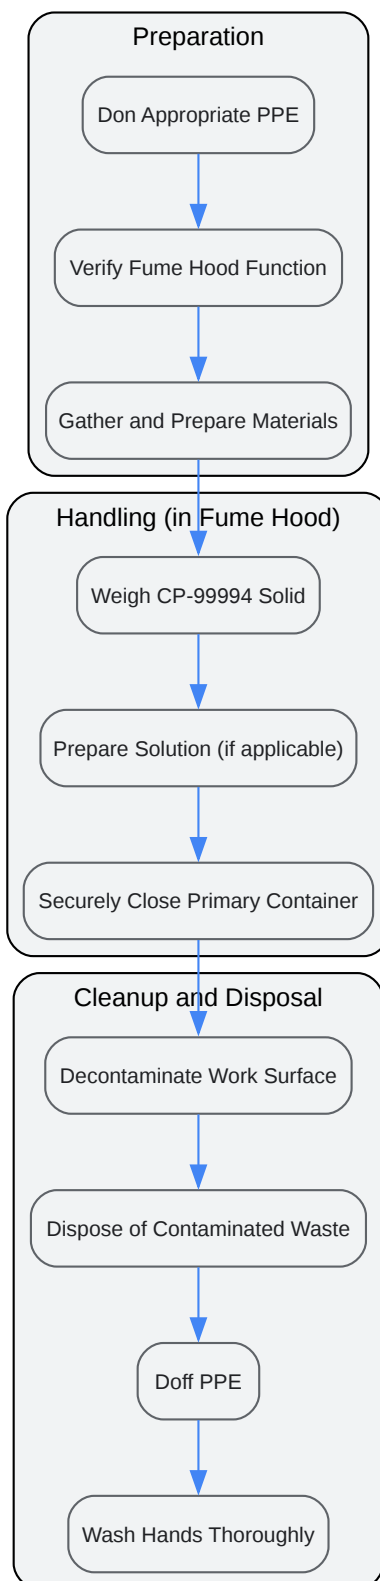 Preparation
Don Appropriate PPE
Verify Fume Hood Function
Gather and Prepare Materials
Handling (in Fume Hood)
Weigh CP-99994 Solid
Prepare Solution (if applicable)
Securely Close Primary Container
Cleanup and Disposal
Decontaminate Work Surface
Dispose of Contaminated Waste
Doff PPE
Wash Hands Thoroughly